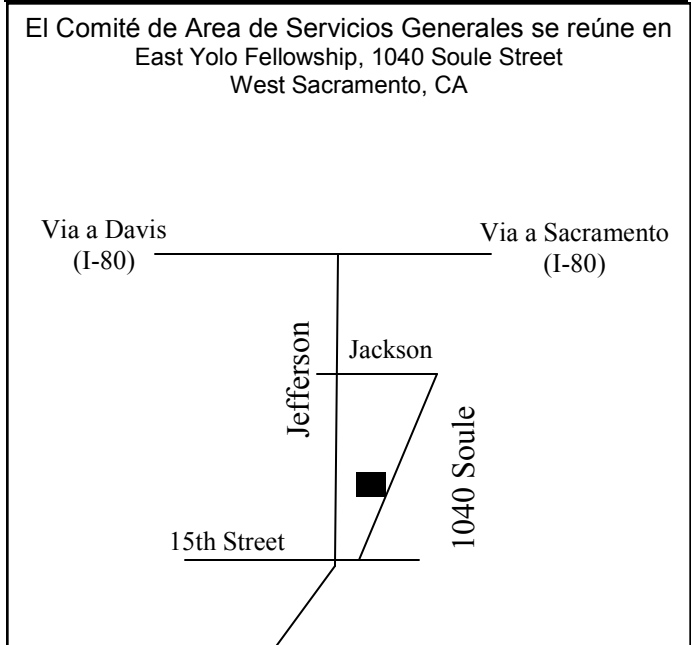 El Comité de Area de Servicios Generales se reúne en
East Yolo Fellowship, 1040 Soule Street
West Sacramento, CA
Via a Davis
(I-80)
Via a Sacramento
(I-80)
Jefferson
Jackson
1040 Soule
15th Street